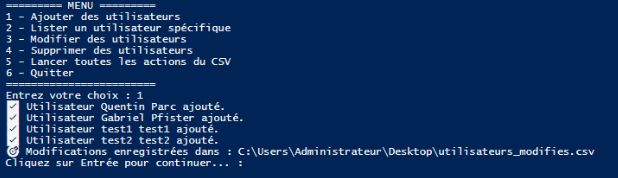 ========= MENU =========
1 - Ajouter des utilisateurs
2 - Lister un utilisateur spécifique
3 - Modifier des utilisateurs
4 - Supprimer des utilisateurs
5 - Lancer toutes les actions du CSV
6 - Quitter
========================
Entrez votre choix : 1
✓ Utilisateur Quentin Parc ajouté.
✓ Utilisateur Gabriel Pfister ajouté.
✓ Utilisateur test1 test1 ajouté.
✓ Utilisateur test2 test2 ajouté.
Modifications enregistrées dans : C:\Users\Administrateur\Desktop\utilisateurs_modifies.csv
Cliquez sur Entrée pour continuer... :